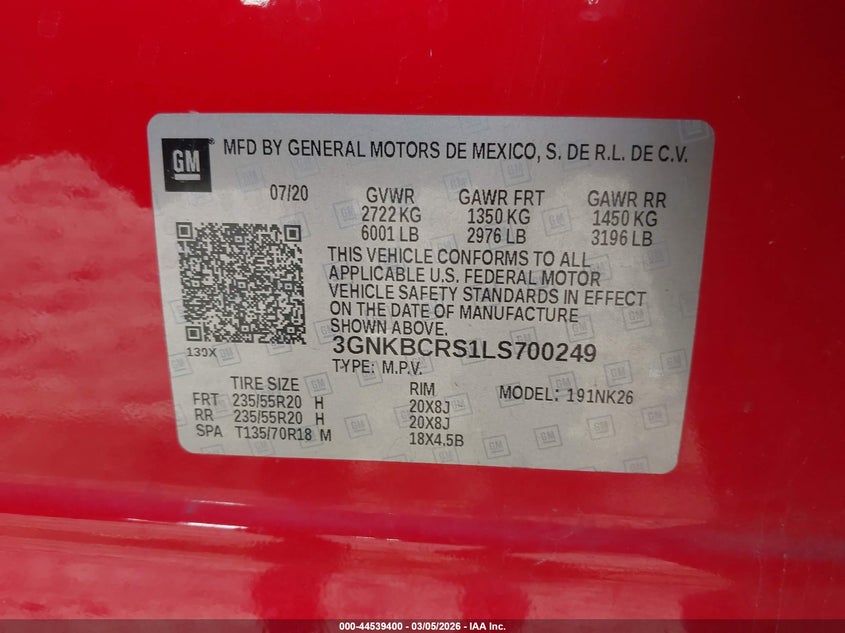 GM MFD BY GENERAL MOTORS DE MEXICO, S. DE R.L. DE C.V.
07/20 GVWR GAWR FRT GAWR RR
2722 KG 1350 KG 1450 KG
6001 LB 2976 LB 3196 LB
THIS VEHICLE CONFORMS TO ALL
APPLICABLE U.S. FEDERAL MOTOR
VEHICLE SAFETY STANDARDS IN EFFECT
ON THE DATE OF MANUFACTURE
SHOWN ABOVE.
139X 3GNKBCRS1LS700249
TYPE: M.P.V.
TIRE SIZE RIM MODEL: 191NK26
FRT 235/55R20 H 20X8J
RR 235/55R20 H 20X8J
SPA T135/70R18 M 18X4.5B
000-44539400 - 03/05/2026 - IAA Inc.